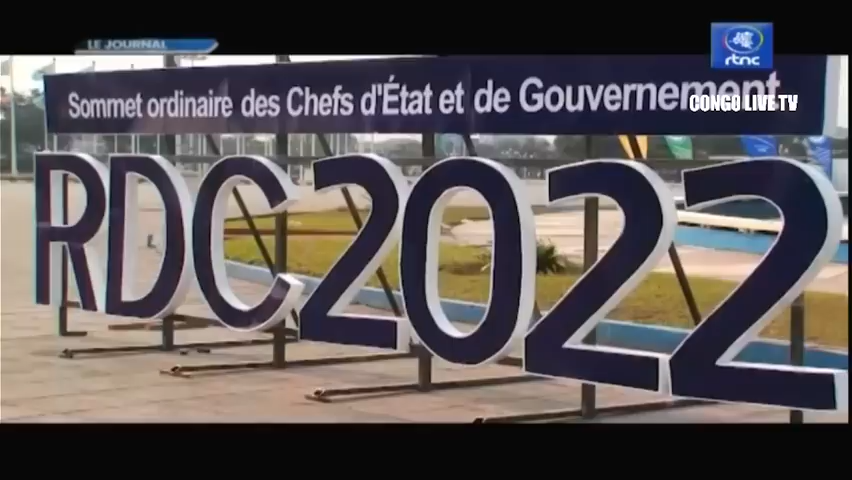 LE JOURNAL
rtnc
Sommet ordinaire des Chefs d'État et de Gouvernement
CONGO LIVE TV
RDC2022